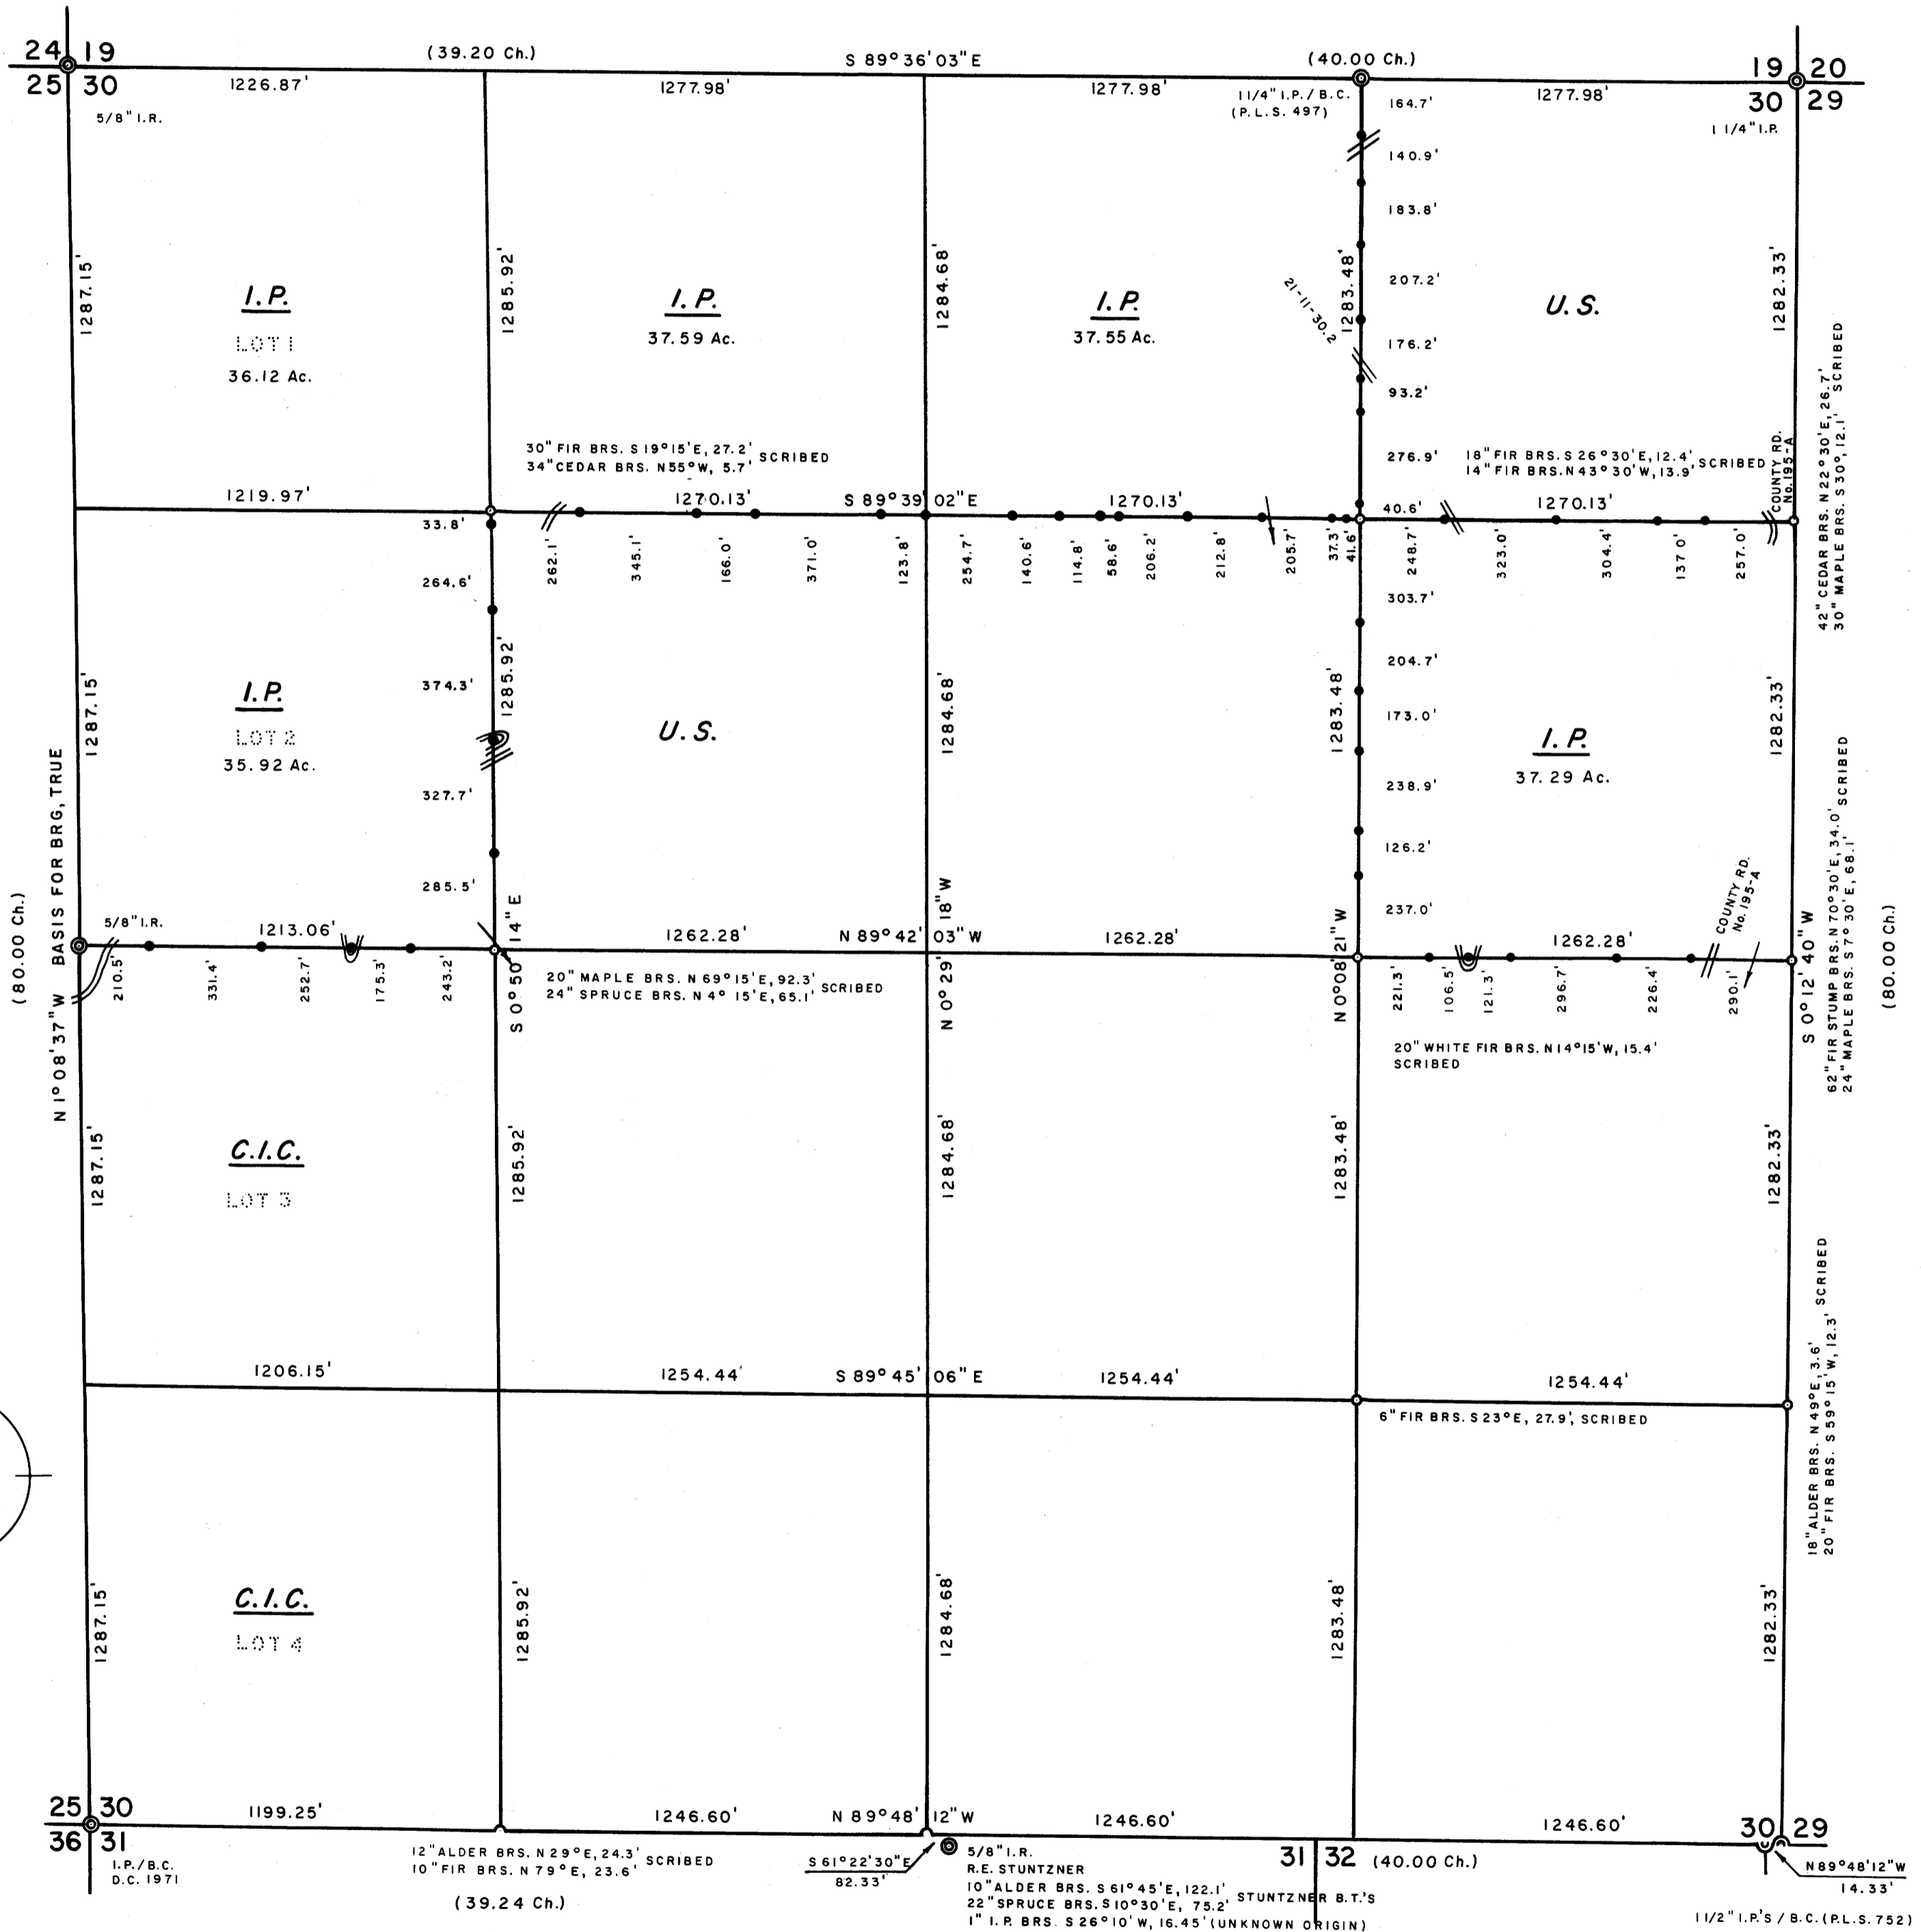 24 19
(39.20 Ch.)
S 89°36'03"E
(40.00 Ch.)
19 20
25 30
1226.87'
1277.98'
1277.98'
1 1/4" I.P./B.C.
(P.L.S. 497)
164.7'
1277.98'
30 29
5/8" I.R.
1 1/4" I.P.
140.9'
183.8'
1287.15'
1285.92'
1284.68'
1283.48'
1282.33'
207.2'
21-11-30.2
I.P.
LOT 1
36.12 Ac.
I.P.
37.59 Ac.
I.P.
37.55 Ac.
U.S.
176.2'
93.2'
276.9'
40.6'
30" FIR BRS. S 19°15'E, 27.2'
34" CEDAR BRS. N55°W, 5.7' SCRIBED
18" FIR BRS. S 26°30'E, 12.4'
14" FIR BRS. N 43°30'W, 13.9' SCRIBED
COUNTY RD.
No. 195-A
42" CEDAR BRS. N 22°30'E, 26.7'
30" MAPLE BRS. S 30°, 12.1' SCRIBED
1219.97'
1270.13'
S 89°39'02"E
1270.13'
1270.13'
33.8'
264.6'
374.3'
327.7'
285.5'
262.1'
345.1'
166.0'
371.0'
123.8'
254.7'
140.6'
114.8'
58.6'
206.2'
212.8'
205.7'
37.3'
41.6'
248.7'
323.0'
304.4'
137.0'
257.0'
303.7'
204.7'
173.0'
238.9'
126.2'
237.0'
1287.15'
1285.92'
1284.68'
1283.48'
1282.33'
I.P.
LOT 2
35.92 Ac.
U.S.
I.P.
37.29 Ac.
(80.00 Ch.)
N 1°08'37"W BASIS FOR BRG, TRUE
S 0°50'14"E
N 0°29'18"W
N 0°08'21"W
S 0°12'40"W
(80.00 Ch.)
COUNTY RD.
No. 195-A
62" FIR STUMP BRS. N 70°30'E, 34.0' SCRIBED
24" MAPLE BRS. S 7°30'E, 68.1'
5/8" I.R.
1213.06'
1262.28'
N 89°42'03"W
1262.28'
1262.28'
210.5'
331.4'
252.7'
175.3'
243.2'
20" MAPLE BRS. N 69°15'E, 92.3'
24" SPRUCE BRS. N 4°15'E, 65.1' SCRIBED
221.3'
106.5'
121.3'
296.7'
226.4'
290.1'
20" WHITE FIR BRS. N14°15'W, 15.4'
SCRIBED
1287.15'
1285.92'
1284.68'
1283.48'
1282.33'
C.I.C.
LOT 3
1206.15'
1254.44'
S 89°45'06"E
1254.44'
1254.44'
6" FIR BRS. S 23°E, 27.9', SCRIBED
18" ALDER BRS. N 49°E, 3.6'
20" FIR BRS. S 59°15'W, 12.3' SCRIBED
1287.15'
1285.92'
1284.68'
1283.48'
1282.33'
C.I.C.
LOT 4
25 30
1199.25'
1246.60'
N 89°48'12"W
1246.60'
1246.60'
30 29
36 31
I.P./B.C.
D.C. 1971
12" ALDER BRS. N 29°E, 24.3'
10" FIR BRS. N 79°E, 23.6' SCRIBED
(39.24 Ch.)
S 61°22'30"E
82.33'
5/8" I.R.
R.E. STUNTZNER
10" ALDER BRS. S 61°45'E, 122.1'
22" SPRUCE BRS. S 10°30'E, 75.2' STUNTZNER B.T.'S
1" I.P. BRS. S 26°10'W, 16.45' (UNKNOWN ORIGIN)
31 32 (40.00 Ch.)
N 89°48'12"W
14.33'
1 1/2" I.P.'S / B.C. (P.L.S. 752)